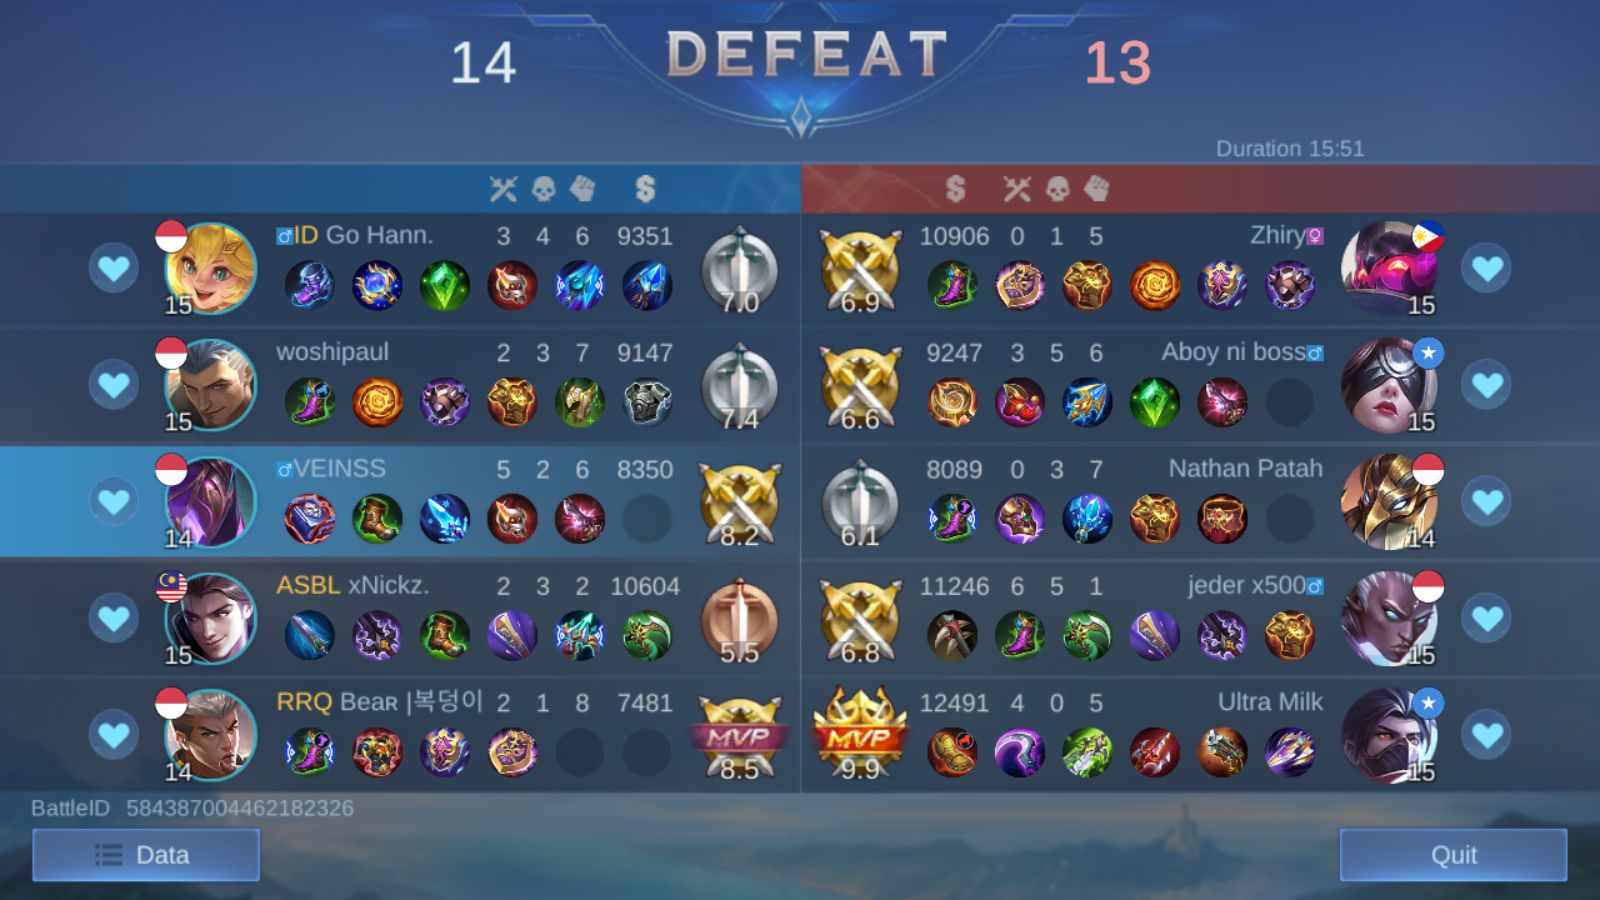 14 DEFEAT 13
Duration 15:51
ID Go Hann. 3 4 6 9351
15 7.0
10906 0 1 5 Zhiry
6.9 15
woshipaul 2 3 7 9147
15 7.4
9247 3 5 6 Aboy ni boss
6.6 15
VEINSS 5 2 6 8350
14 8.2
8089 0 3 7 Nathan Patah
6.1 14
ASBL xNickz. 2 3 2 10604
15 5.5
11246 6 5 1 jeder x500
6.8 15
RRQ Beaʀ |복덩이 2 1 8 7481
MVP
14 8.5
12491 4 0 5 Ultra Milk
MVP
9.9 15
BattleID 584387004462182326
Data
Quit